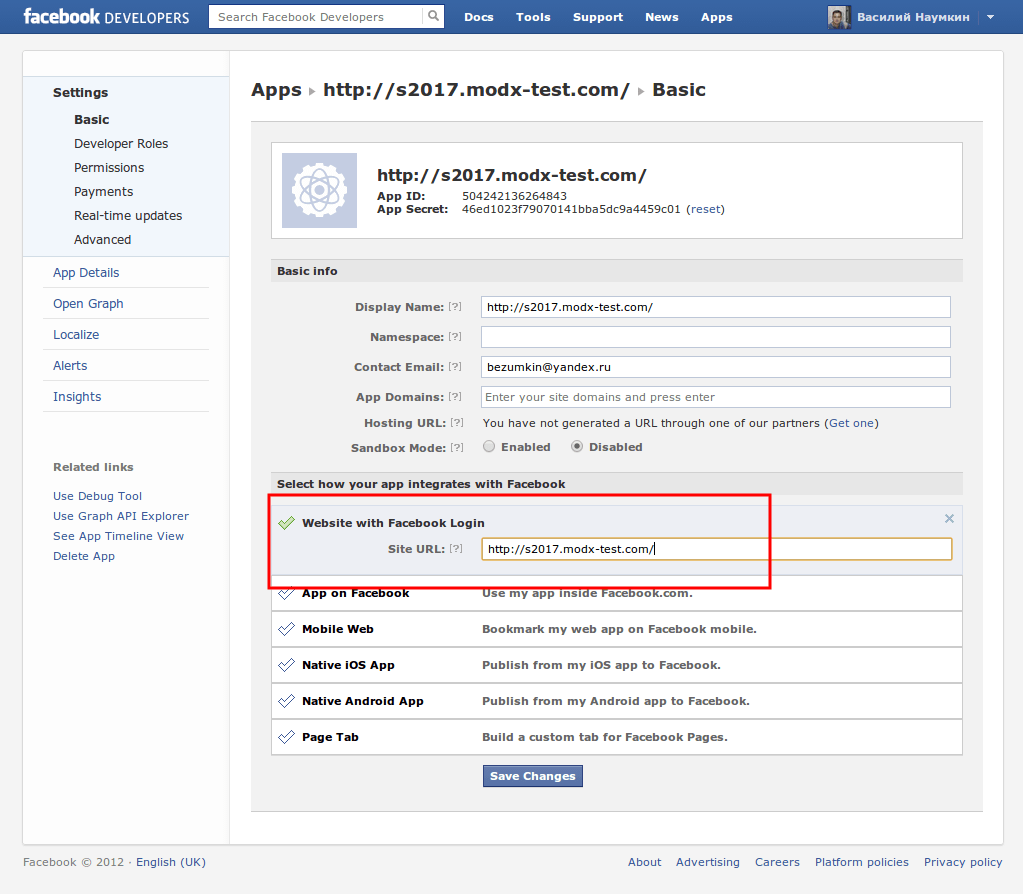 facebook DEVELOPERS Search Facebook Developers Docs Tools Support News Apps Василий Наумкин
Settings
Basic
Developer Roles
Permissions
Payments
Real-time updates
Advanced
App Details
Open Graph
Localize
Alerts
Insights
Related links
Use Debug Tool
Use Graph API Explorer
See App Timeline View
Delete App
Apps ▸ http://s2017.modx-test.com/ ▸ Basic
http://s2017.modx-test.com/
App ID: 504242136264843
App Secret: 46ed1023f79070141bba5dc9a4459c01 (reset)
Basic info
Display Name: [?] http://s2017.modx-test.com/
Namespace: [?]
Contact Email: [?] bezumkin@yandex.ru
App Domains: [?] Enter your site domains and press enter
Hosting URL: [?] You have not generated a URL through one of our partners (Get one)
Sandbox Mode: [?] Enabled Disabled
Select how your app integrates with Facebook
Website with Facebook Login
Site URL: [?] http://s2017.modx-test.com/
App on Facebook Use my app inside Facebook.com.
Mobile Web Bookmark my web app on Facebook mobile.
Native iOS App Publish from my iOS app to Facebook.
Native Android App Publish from my Android app to Facebook.
Page Tab Build a custom tab for Facebook Pages.
Save Changes
Facebook © 2012 · English (UK) About Advertising Careers Platform policies Privacy policy